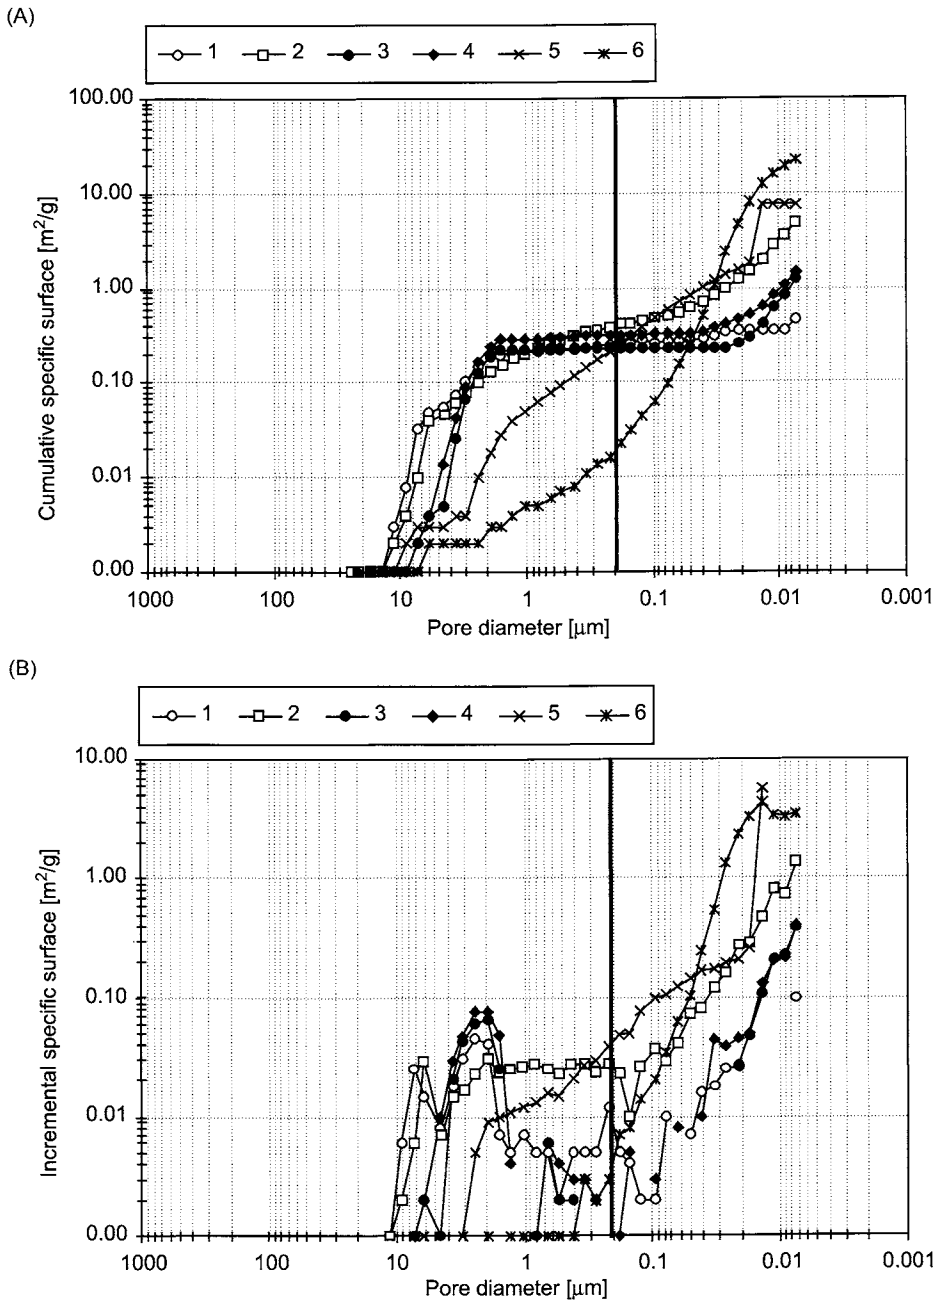 (A)
1 2 3 4 5 6
100.00
10.00
1.00
0.10
0.01
0.00
Cumulative specific surface [m²/g]
1000 100 10 1 0.1 0.01 0.001
Pore diameter [μm]
(B)
1 2 3 4 5 6
10.00
1.00
0.10
0.01
0.00
Incremental specific surface [m²/g]
1000 100 10 1 0.1 0.01 0.001
Pore diameter [μm]